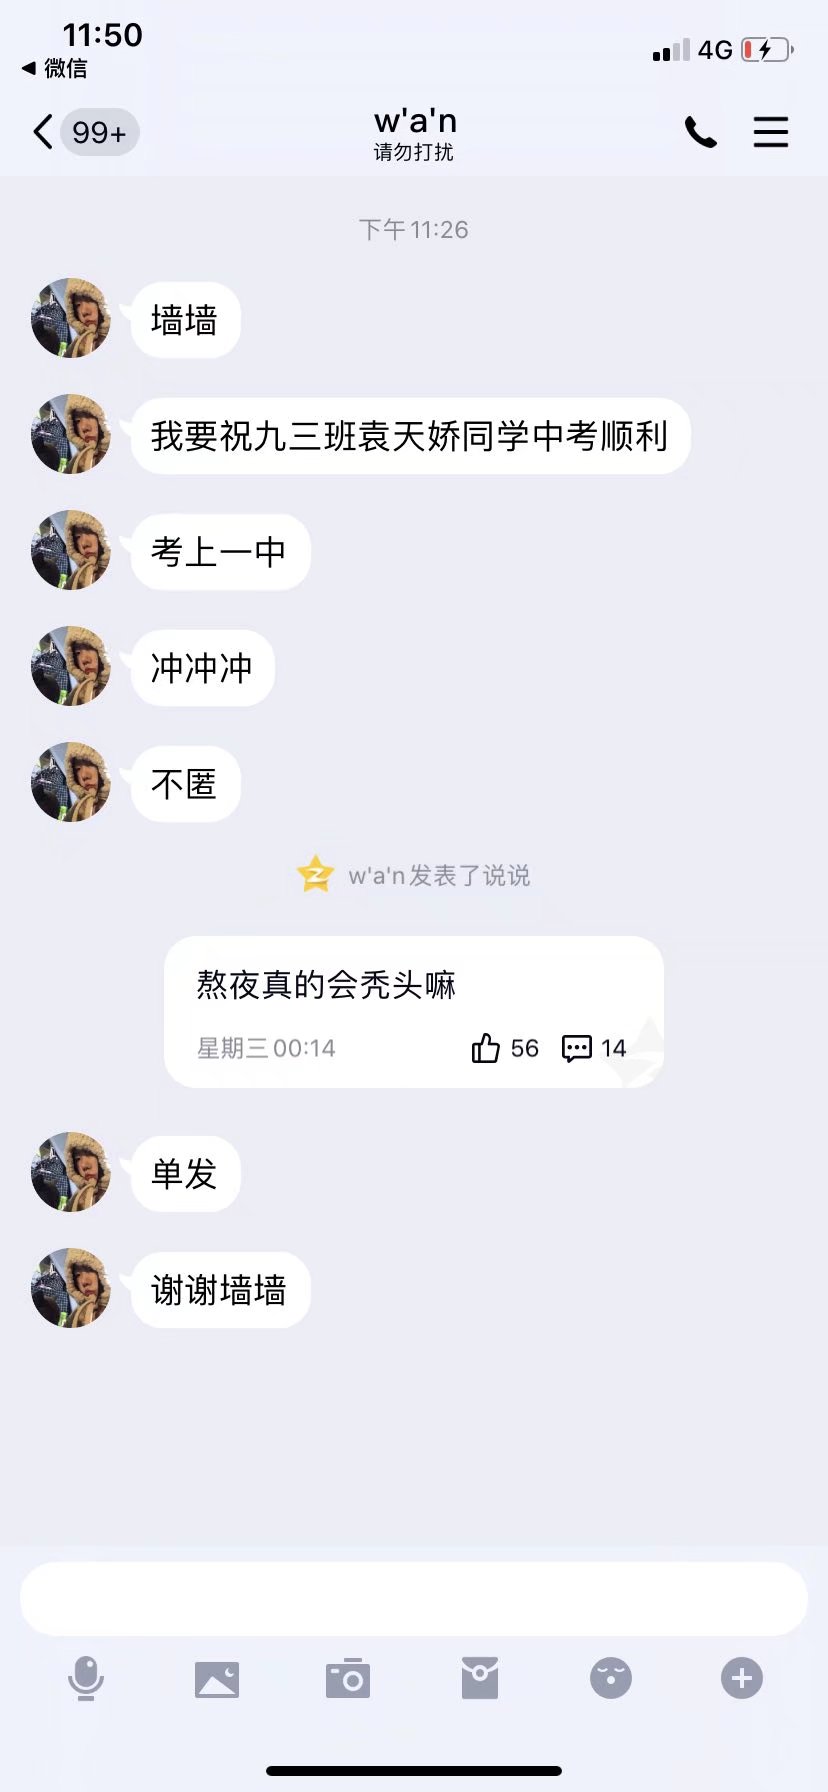 11:50
4G
微信
99+
w'a'n
请勿打扰
下午11:26
墙墙
我要祝九三班袁天娇同学中考顺利
考上一中
冲冲冲
不匿
w'a'n发表了说说
熬夜真的会秃头嘛
星期三00:14
56
14
单发
谢谢墙墙